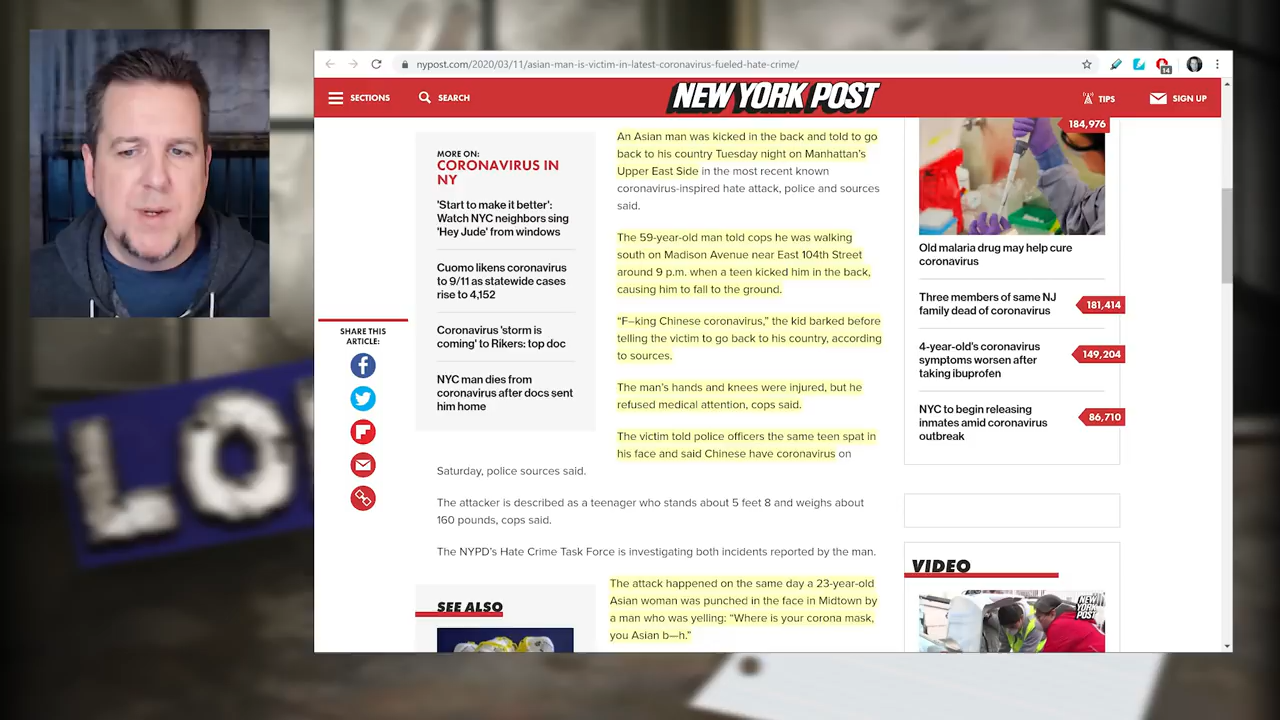 nypost.com/2020/03/11/asian-man-is-victim-in-latest-coronavirus-fueled-hate-crime/
14
SECTIONS
SEARCH
NEW YORK POST
TIPS
SIGN UP
MORE ON:
CORONAVIRUS IN
NY
'Start to make it better':
Watch NYC neighbors sing
'Hey Jude' from windows
Cuomo likens coronavirus
to 9/11 as statewide cases
rise to 4,152
Coronavirus 'storm is
coming' to Rikers: top doc
NYC man dies from
coronavirus after docs sent
him home
SHARE THIS
ARTICLE:
An Asian man was kicked in the back and told to go
back to his country Tuesday night on Manhattan's
Upper East Side in the most recent known
coronavirus-inspired hate attack, police and sources
said.
The 59-year-old man told cops he was walking
south on Madison Avenue near East 104th Street
around 9 p.m. when a teen kicked him in the back,
causing him to fall to the ground.
“F–king Chinese coronavirus,” the kid barked before
telling the victim to go back to his country, according
to sources.
The man's hands and knees were injured, but he
refused medical attention, cops said.
The victim told police officers the same teen spat in
his face and said Chinese have coronavirus on
Saturday, police sources said.
The attacker is described as a teenager who stands about 5 feet 8 and weighs about
160 pounds, cops said.
The NYPD's Hate Crime Task Force is investigating both incidents reported by the man.
SEE ALSO
The attack happened on the same day a 23-year-old
Asian woman was punched in the face in Midtown by
a man who was yelling: “Where is your corona mask,
you Asian b—h.”
184,976
Old malaria drug may help cure
coronavirus
Three members of same NJ
family dead of coronavirus
181,414
4-year-old's coronavirus
symptoms worsen after
taking ibuprofen
149,204
NYC to begin releasing
inmates amid coronavirus
outbreak
86,710
VIDEO
NEW YORK
POST
LO